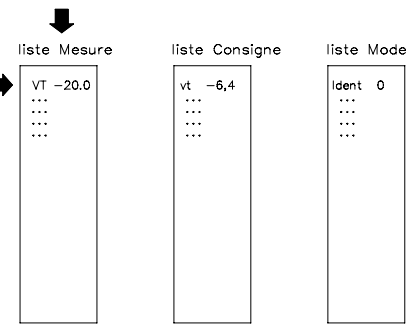 liste Mesure
liste Consigne
liste Mode
VT -20.0
vt -6,4
Ident 0